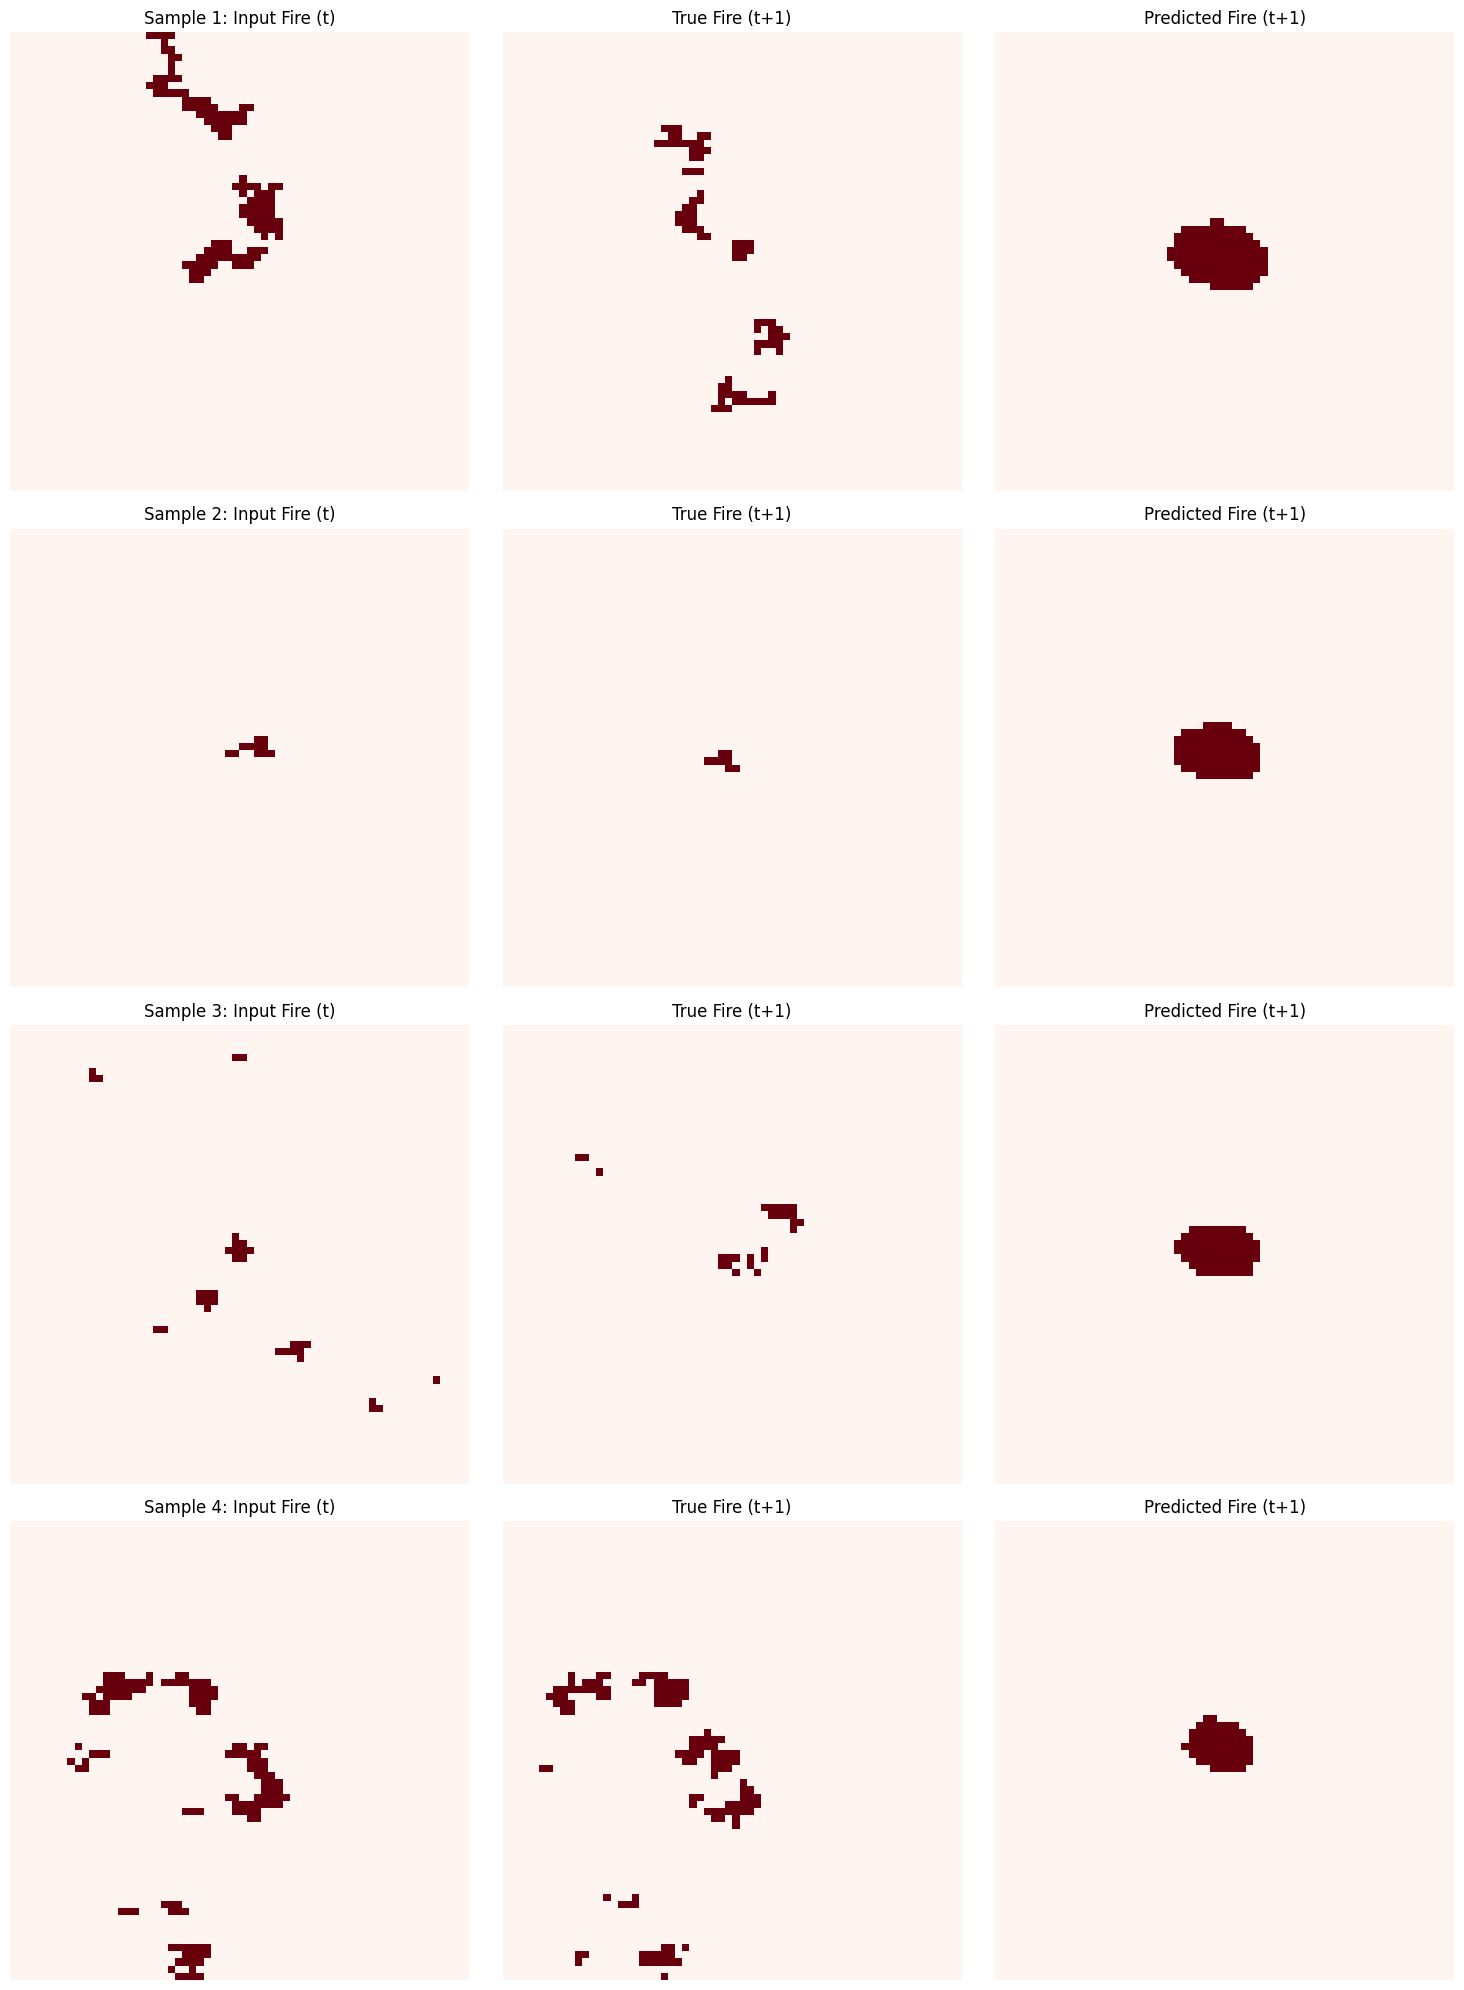 Sample 1: Input Fire (t)
True Fire (t+1)
Predicted Fire (t+1)
Sample 2: Input Fire (t)
True Fire (t+1)
Predicted Fire (t+1)
Sample 3: Input Fire (t)
True Fire (t+1)
Predicted Fire (t+1)
Sample 4: Input Fire (t)
True Fire (t+1)
Predicted Fire (t+1)